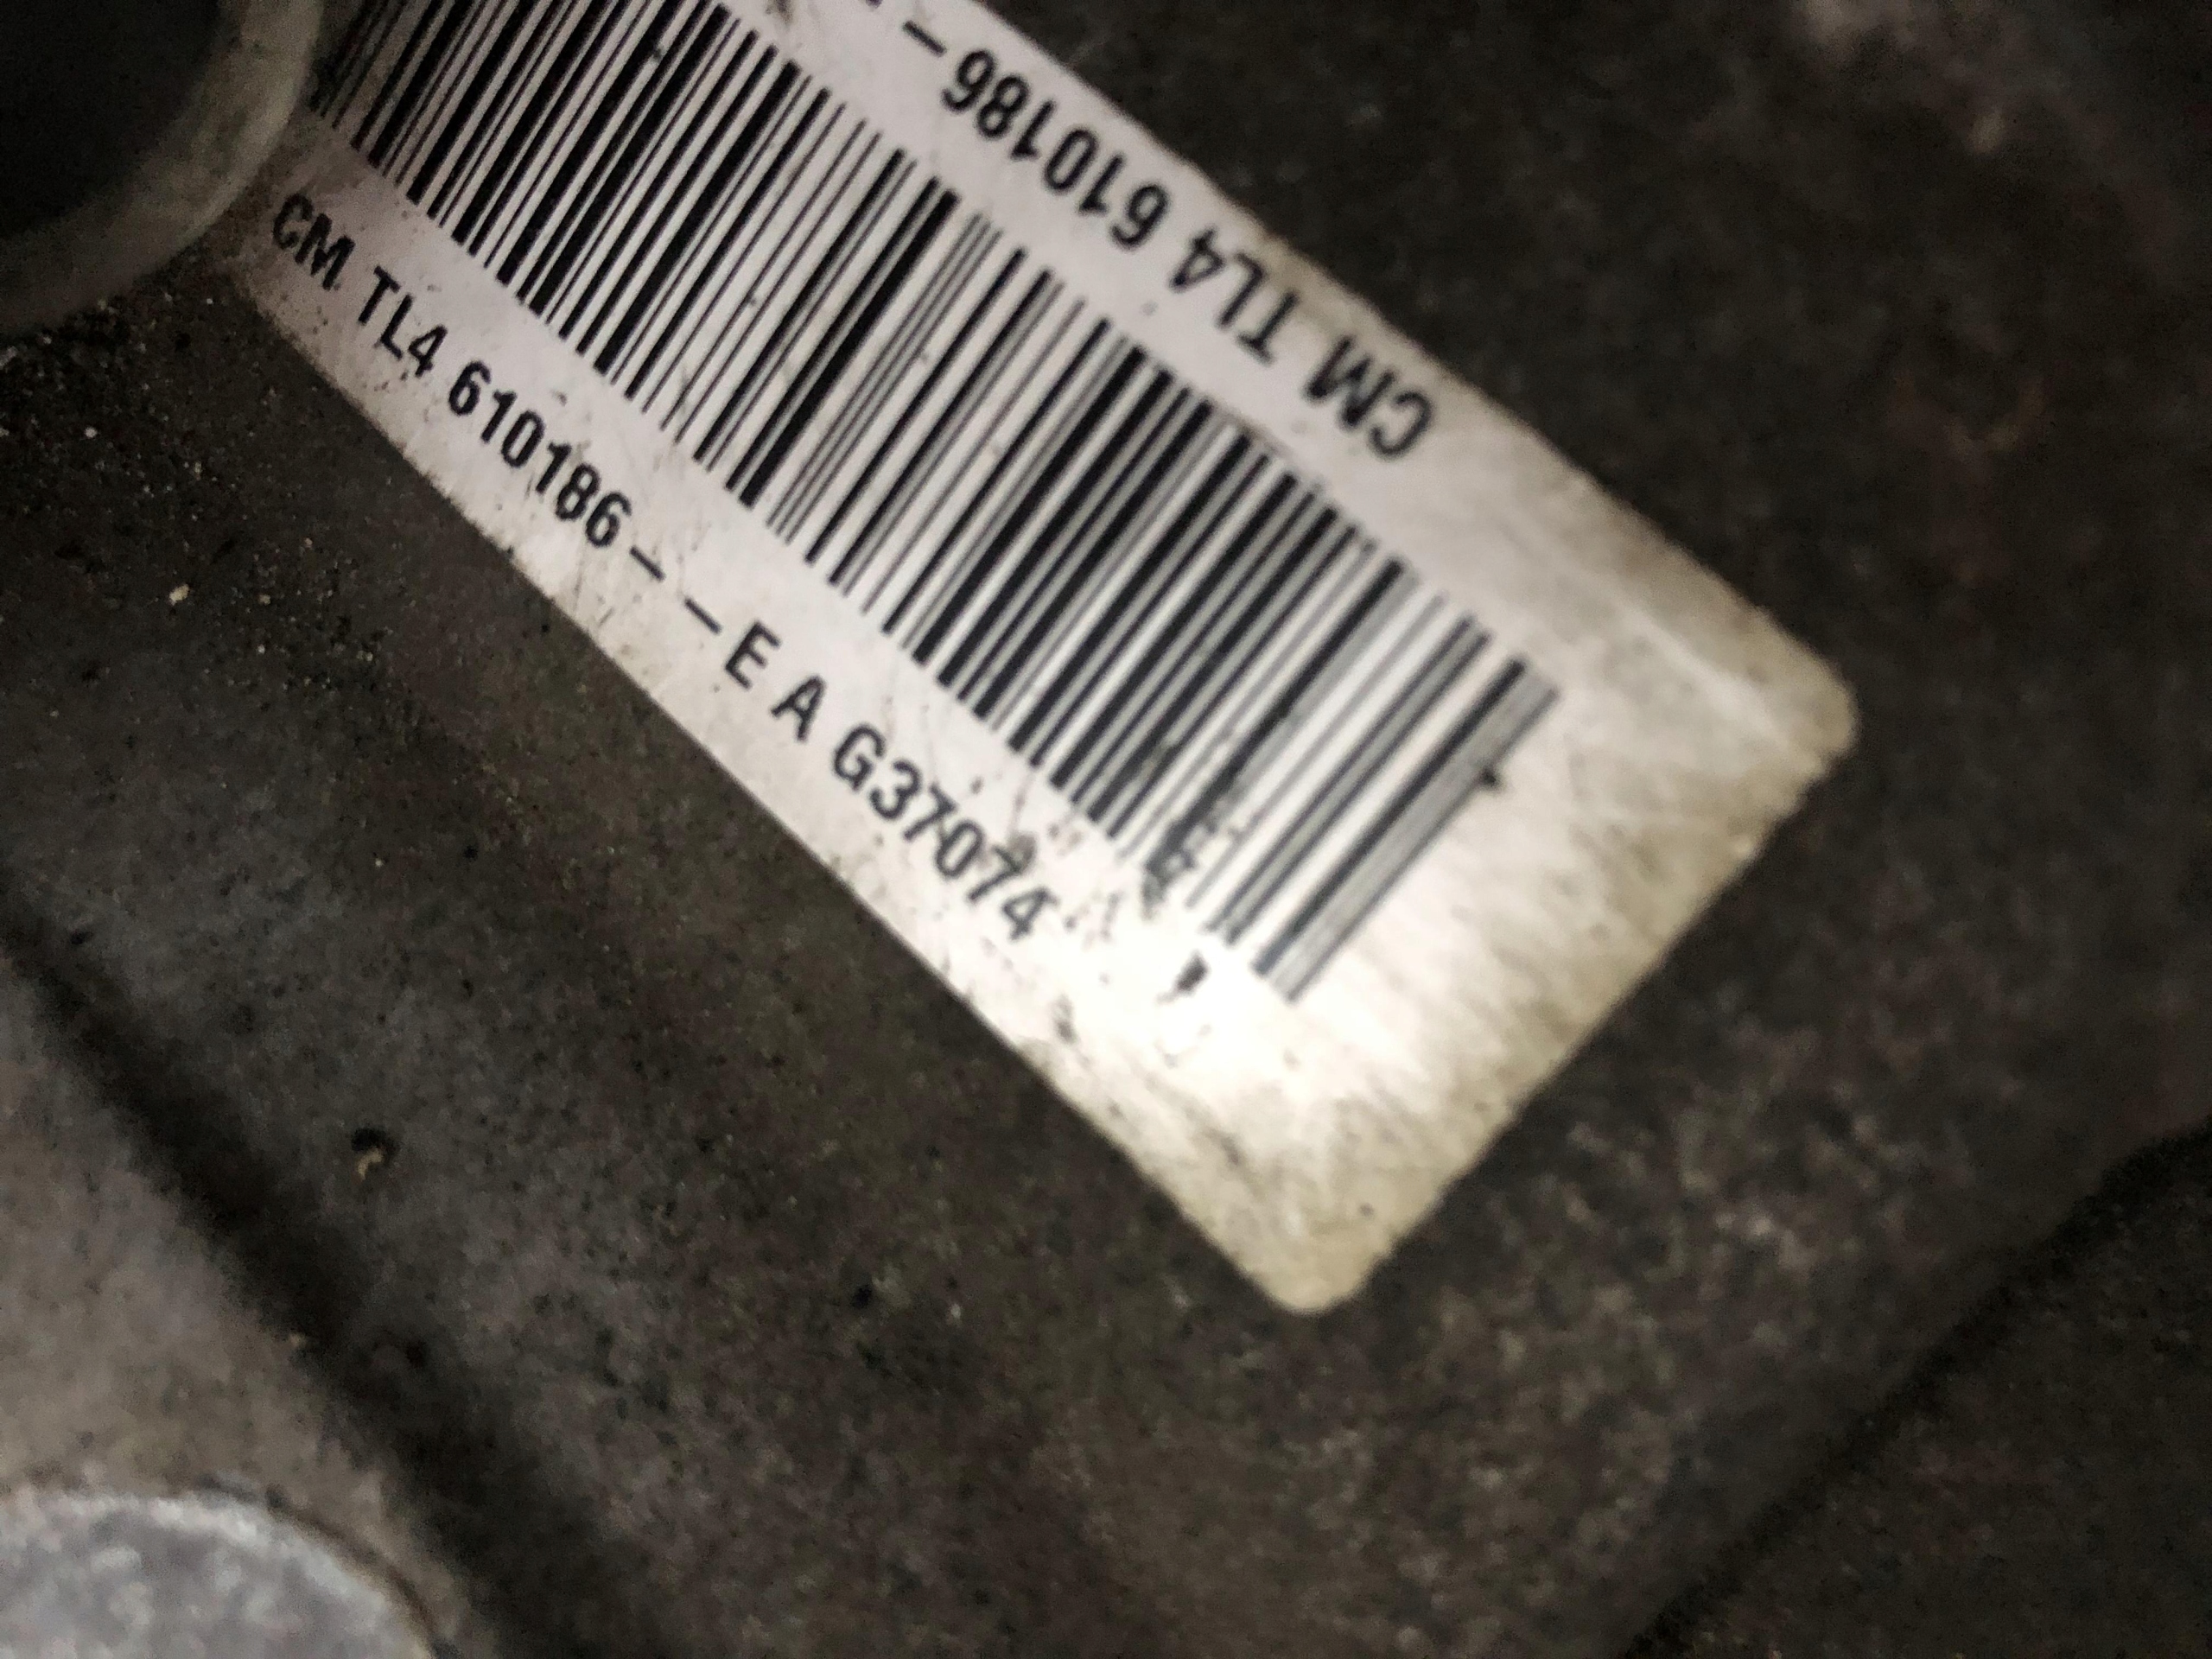 CM TL4 610186 –
CM TL4 610186 – – E A G37074